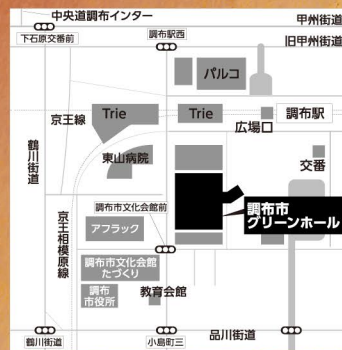 中央道調布インター
甲州街道
下石原交番前
調布駅西
旧甲州街道
パルコ
京王線
Trie
Trie
調布駅
広場口
鶴川街道
東山病院
交番
調布市文化会館前
調布市
グリーンホール
京王相模原線
アフラック
調布市文化会館
たづくり
調布
市役所
教育会館
品川街道
鶴川街道
小島町三